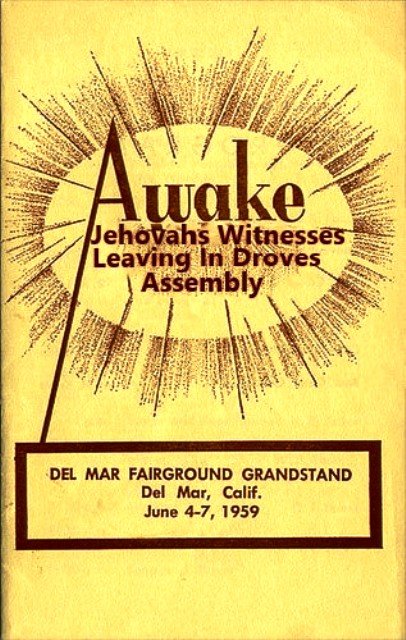 Awake
Jehovahs Witnesses
Leaving In Droves
Assembly
DEL MAR FAIRGROUND GRANDSTAND
Del Mar, Calif.
June 4-7, 1959